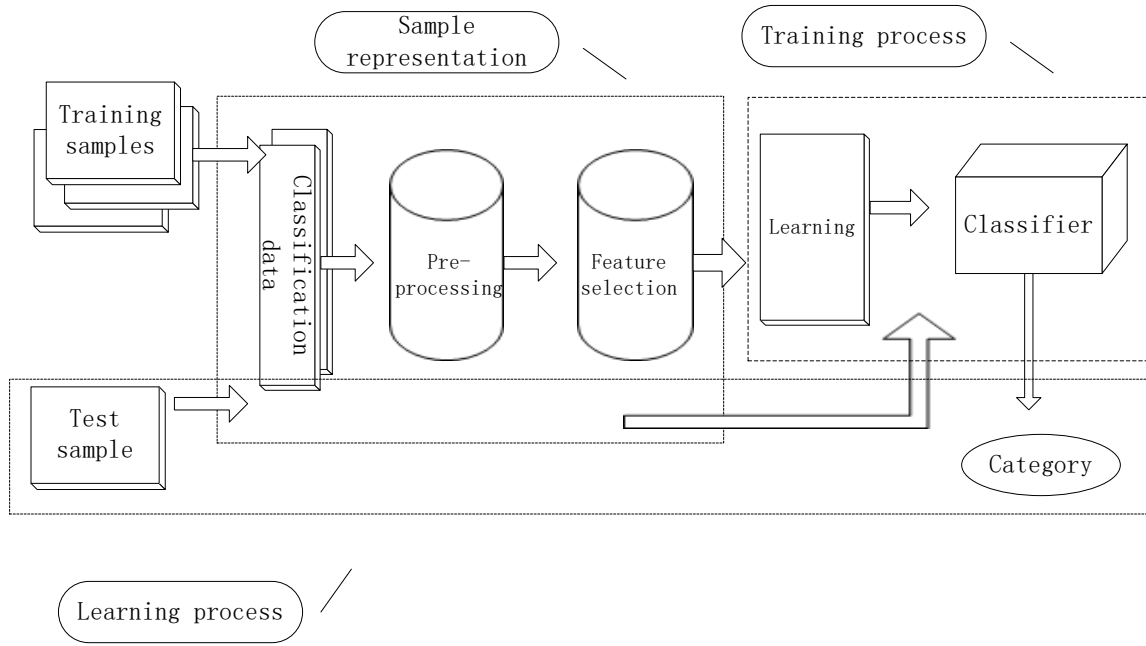 Sample
representation
Training process
Training
samples
Classification
data
Pre-
processing
Feature
selection
Learning
Classifier
Test
sample
Category
Learning process